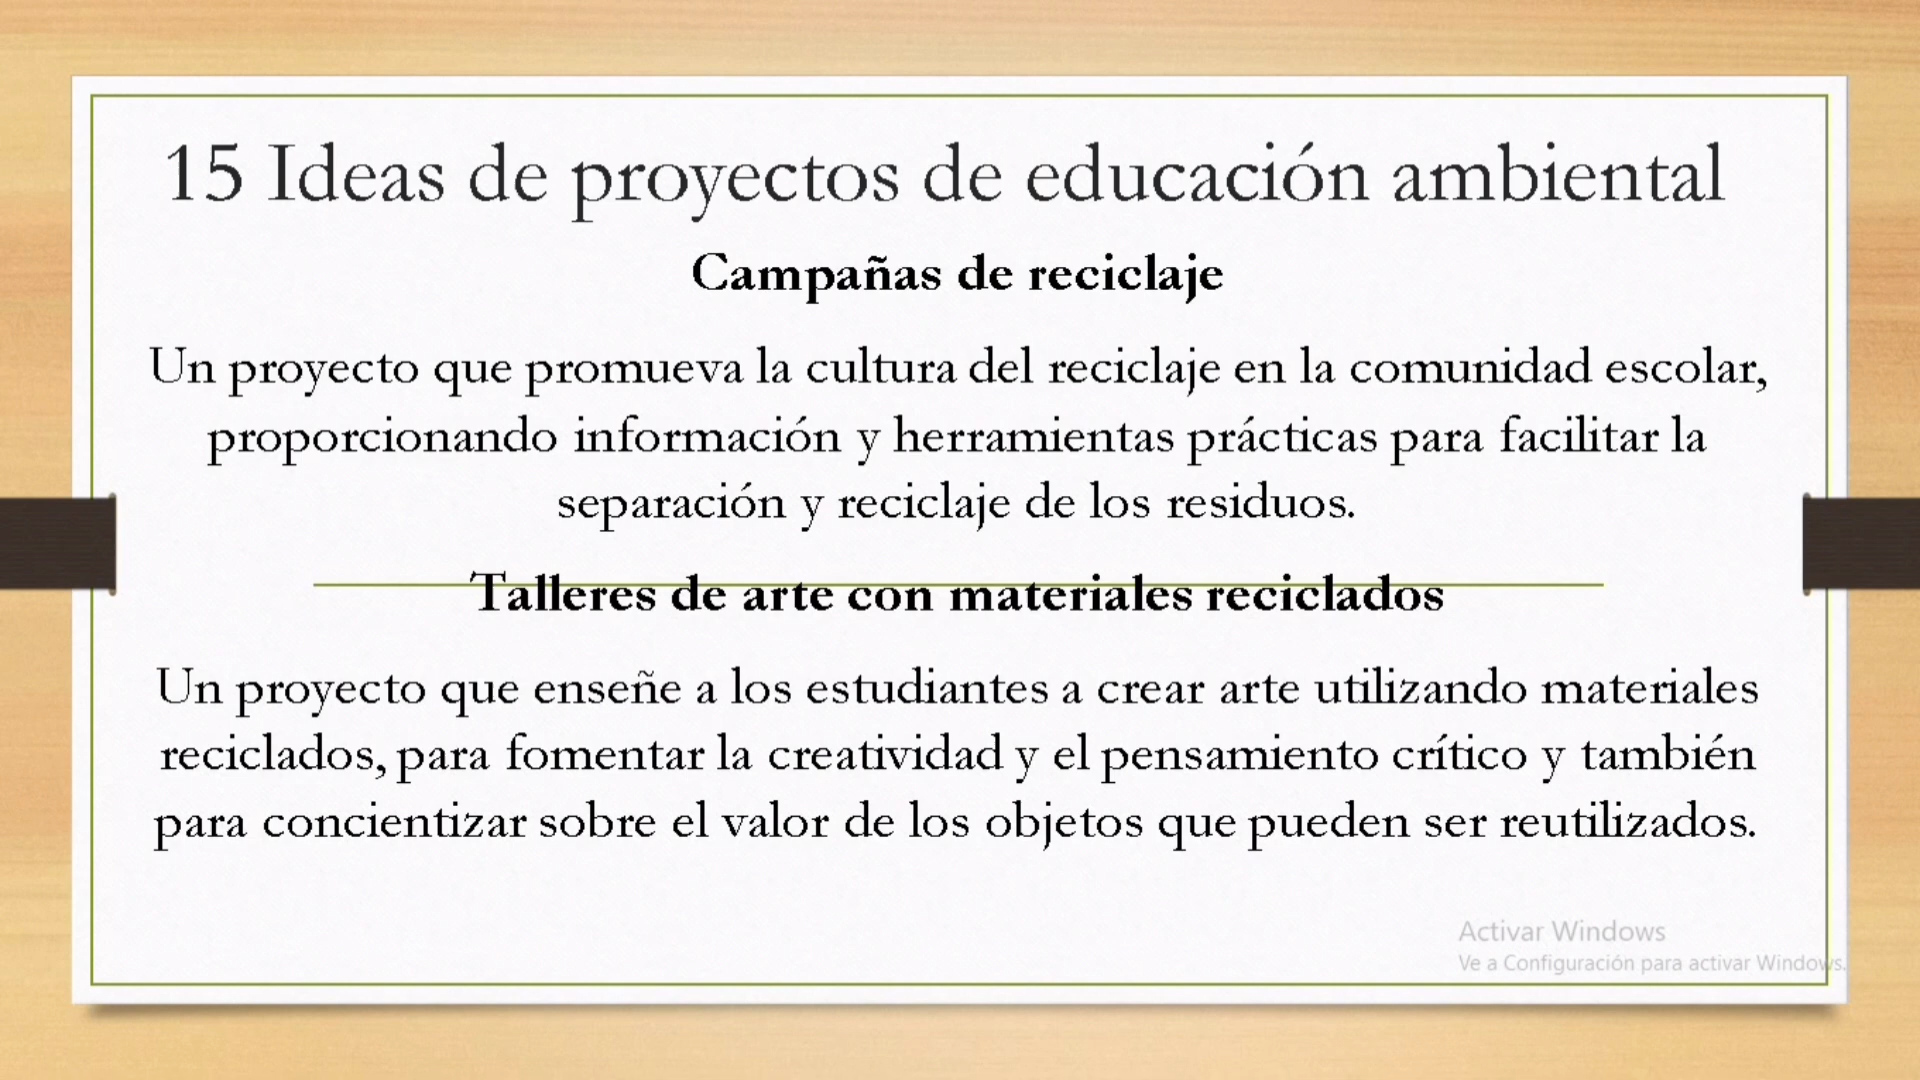 15 Ideas de proyectos de educación ambiental
Campañas de reciclaje
Un proyecto que promueva la cultura del reciclaje en la comunidad escolar,
proporcionando información y herramientas prácticas para facilitar la
separación y reciclaje de los residuos.
Talleres de arte con materiales reciclados
Un proyecto que enseñe a los estudiantes a crear arte utilizando materiales
reciclados, para fomentar la creatividad y el pensamiento crítico y también
para concientizar sobre el valor de los objetos que pueden ser reutilizados.
Activar Windows
Ve a Configuración para activar Windows.